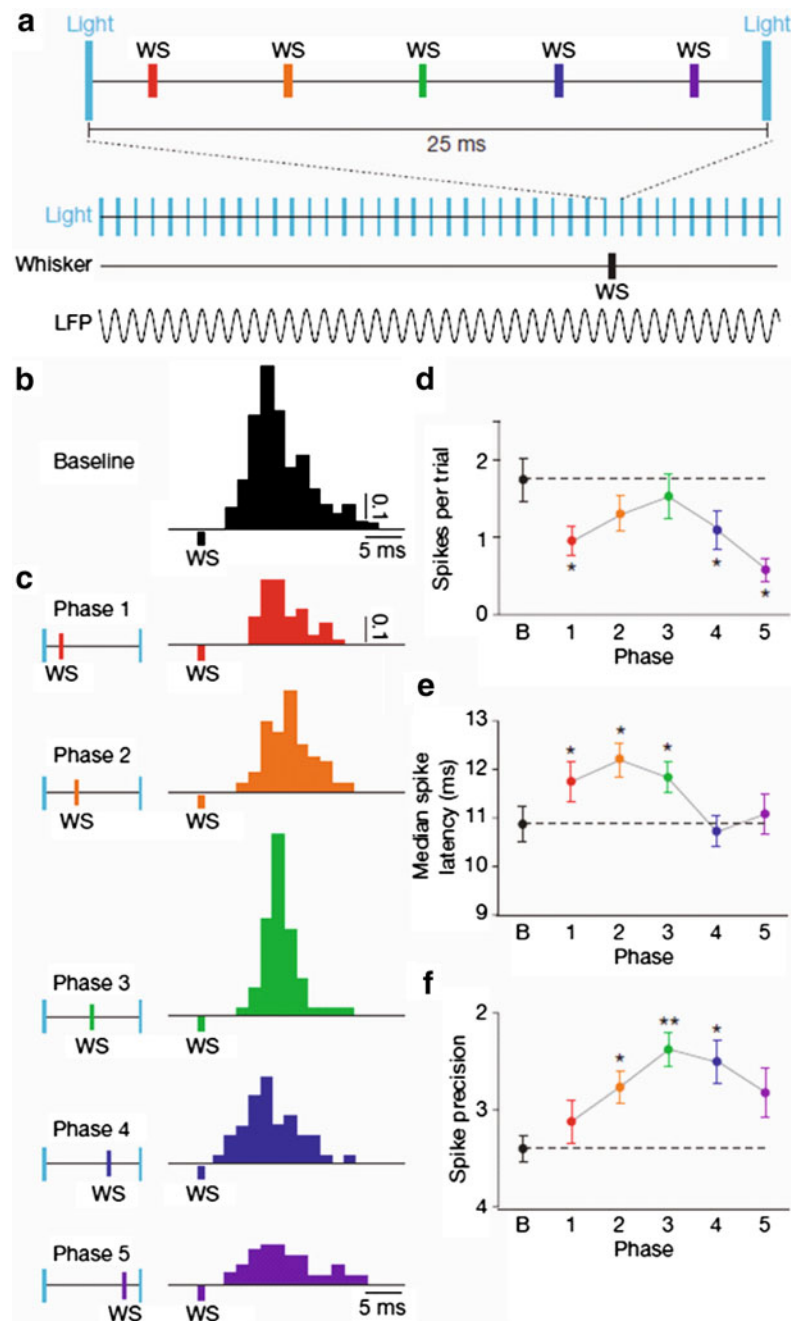 a
Light
Light
WS
WS
WS
WS
WS
25 ms
Light
Whisker
WS
LFP
b
Baseline
0.1
WS
5 ms
c
Phase 1
WS
0.1
WS
Phase 2
WS
WS
Phase 3
WS
WS
Phase 4
WS
WS
Phase 5
WS
WS
5 ms
d
Spikes per trial
2
1
0
*
*
*
B 1 2 3 4 5
Phase
e
Median spike
latency (ms)
13
12
11
10
9
*
*
*
B 1 2 3 4 5
Phase
f
Spike precision
2
3
4
*
**
*
B 1 2 3 4 5
Phase